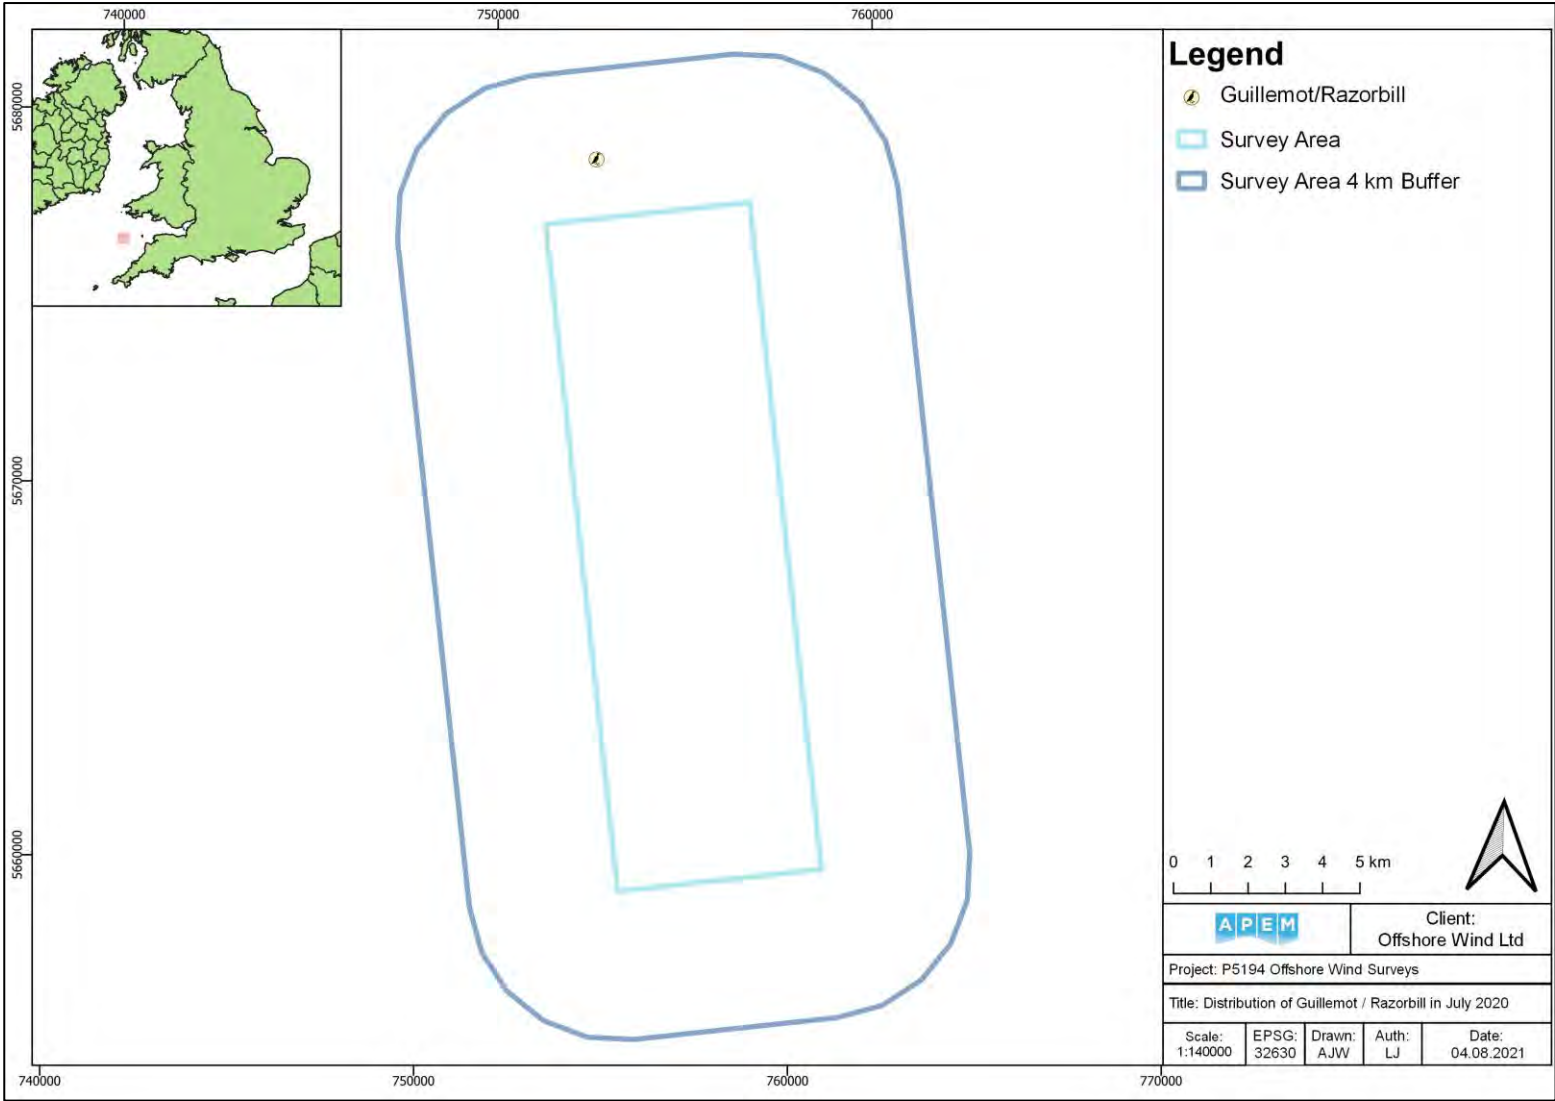 740000
750000
760000
5680000
5670000
5660000
740000
750000
760000
770000
Legend
Guillemot/Razorbill
Survey Area
Survey Area 4 km Buffer
0 1 2 3 4 5 km
APEM
Client:
Offshore Wind Ltd
Project: P5194 Offshore Wind Surveys
Title: Distribution of Guillemot / Razorbill in July 2020
Scale:
1:140000
EPSG:
32630
Drawn:
AJW
Auth:
LJ
Date:
04.08.2021